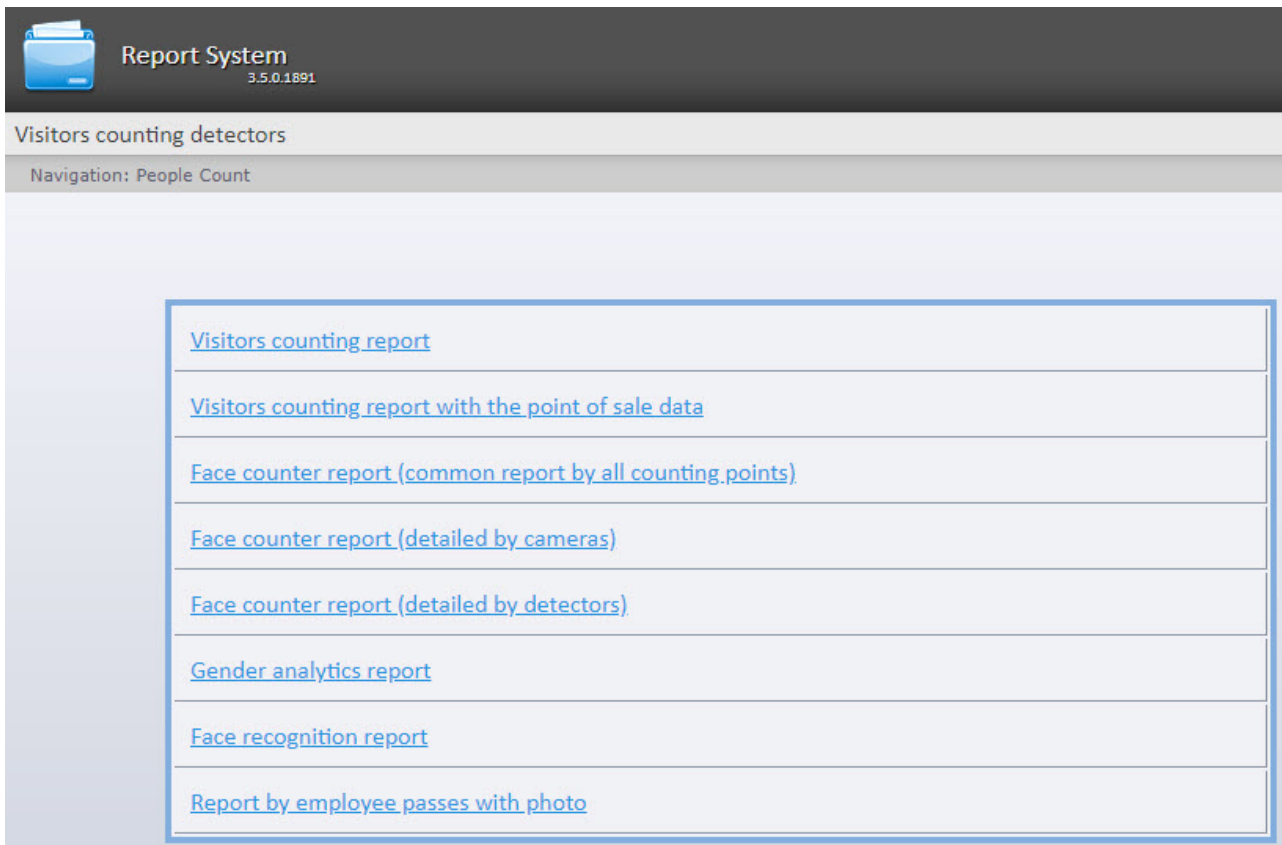 Report System
3.5.0.1891
Visitors counting detectors
Navigation: People Count
Visitors counting report
Visitors counting report with the point of sale data
Face counter report (common report by all counting points)
Face counter report (detailed by cameras)
Face counter report (detailed by detectors)
Gender analytics report
Face recognition report
Report by employee passes with photo